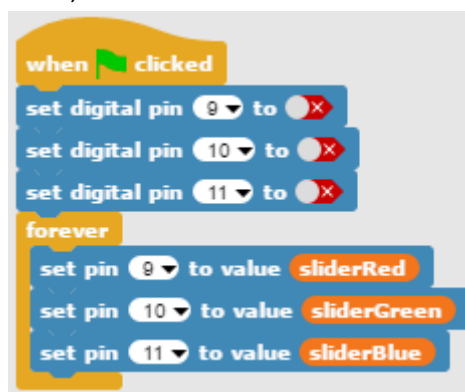 when clicked
set digital pin 9 to
set digital pin 10 to
set digital pin 11 to
forever
set pin 9 to value sliderRed
set pin 10 to value sliderGreen
set pin 11 to value sliderBlue